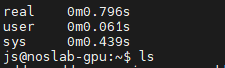 real    0m0.796s
user    0m0.061s
sys     0m0.439s
js@noslab-gpu:~$ ls